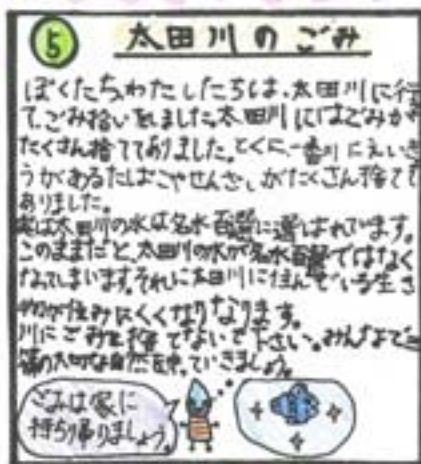 ⑤ 太田川のごみ
ぼくたちわたしたちは、太田川に行っ
て、ごみ拾いをしました。太田川にはごみが
たくさん捨ててありました。とくに、一番川にえいき
うがあるたばこやせんざいがたくさん捨てて
ありました。
実は太田川の水は名水百選に選ばれています。
このままだと、太田川の水が名水百選ではなく
なってしまいます。それに太田川に住んでいる生き
物が住みにくくなりなります。
川にごみを捨てないで下さい。みんなで
の大切な自然を守っていきましょう。
ごみは家に
持ち帰りましょう。